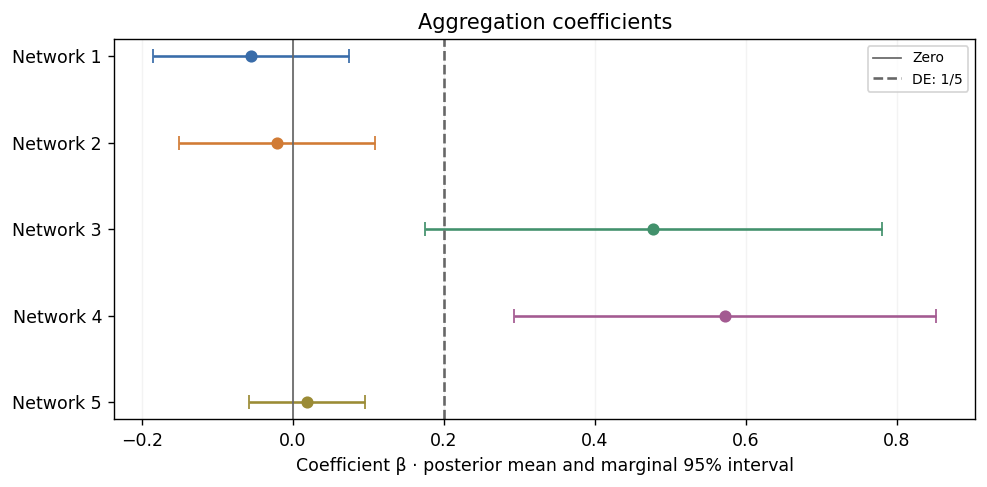 Aggregation coefficients
Network 1
Network 2
Network 3
Network 4
Network 5
Zero
DE: 1/5
−0.2 0.0 0.2 0.4 0.6 0.8
Coefficient β · posterior mean and marginal 95% interval